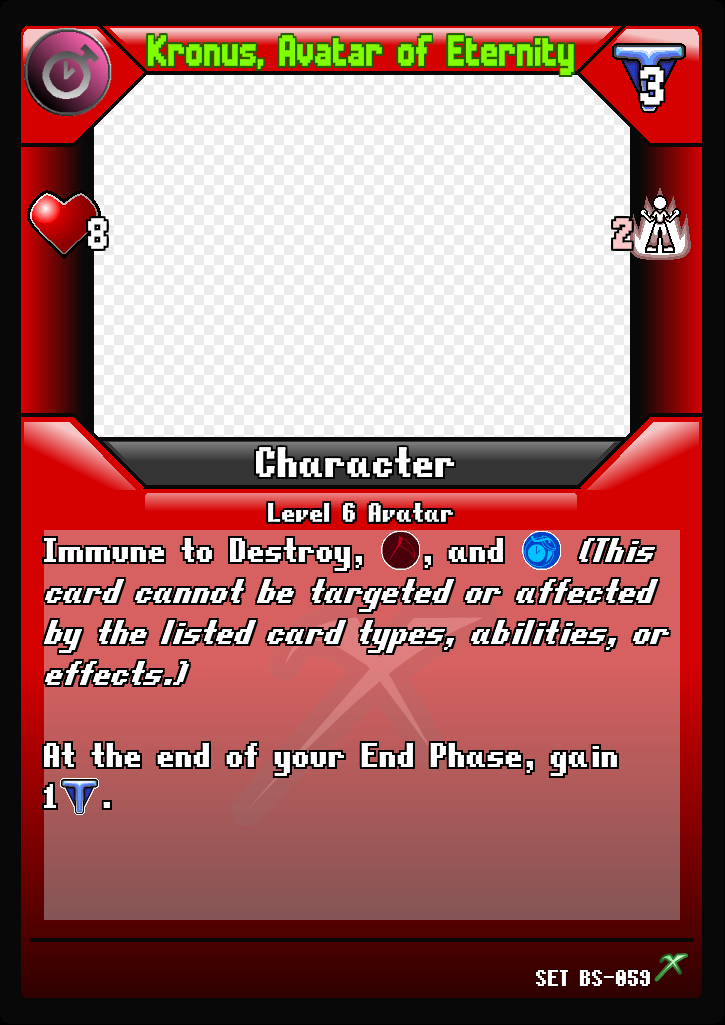 Kronus, Avatar of Eternity
3
8
2
Character
Level 6 Avatar
Immune to Destroy, , and (This
card cannot be targeted or affected
by the listed card types, abilities, or
effects.)
At the end of your End Phase, gain
1 .
SET BS-059